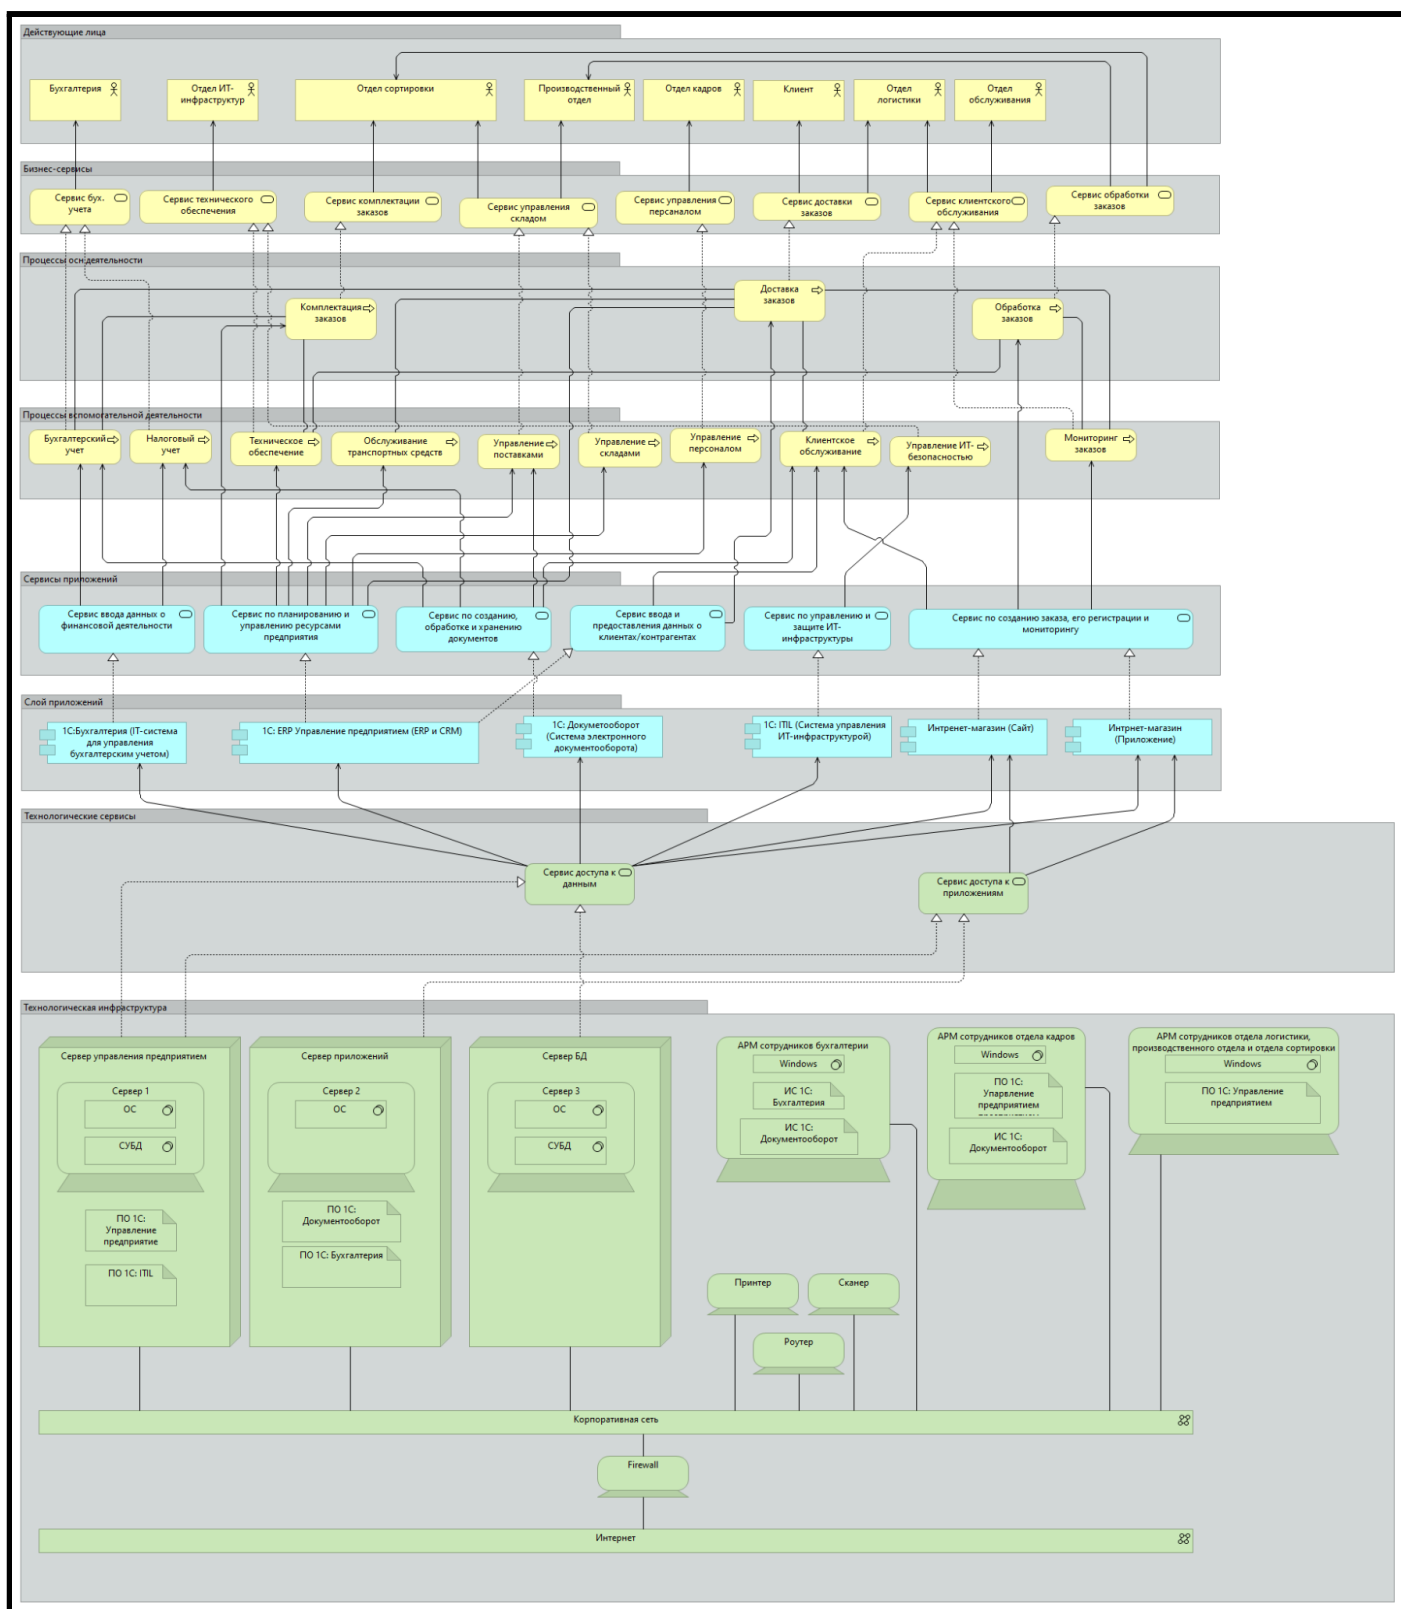 Действующие лица
Бухгалтерия
Отдел ИТ-
инфраструктур
Отдел сортировки
Производственный
отдел
Отдел кадров
Клиент
Отдел
логистики
Отдел
обслуживания
Бизнес-сервисы
Сервис бух.
учета
Сервис технического
обеспечения
Сервис комплектации
заказов
Сервис управления
складом
Сервис управления
персаналом
Сервис доставки
заказов
Сервис клиентского
обслуживания
Сервис обработки
заказов
Процессы осн.деятельности
Комплектация
заказов
Доставка
заказов
Обработка
заказов
Процессы вспомогательной деятельности
Бухгалтерский
учет
Налоговый
учет
Техническое
обеспечение
Обслуживание
транспортных средств
Управление
поставками
Управление
складами
Управление
персоналом
Клиентское
обслуживание
Управление ИТ-
безопасностью
Мониторинг
заказов
Сервисы приложений
Сервис ввода данных о
финансовой деятельности
Сервис по планированию и
управлению ресурсами
предприятия
Сервис по созданию,
обработке и хранению
документов
Сервис ввода и
предоставления данных о
клиентах/контрагентах
Сервис по управлению и
защите ИТ-
инфраструктуры
Сервис по созданию заказа, его регистрации и
мониторингу
Слой приложений
1С:Бухгалтерия (IT-система
для управления
бухгалтерским учетом)
1С: ERP Управление предприятием (ERP и CRM)
1С: Докуметооборот
(Система электронного
документооборота)
1С: ITIL (Система управления
ИТ-инфраструктурой)
Интренет-магазин (Сайт)
Интрнет-магазин
(Приложение)
Технологические сервисы
Сервис доступа к
данным
Сервис доступа к
приложениям
Технологическая инфраструктура
Сервер управления предприятием
Сервер 1
ОС
СУБД
ПО 1С:
Управление
предприятие
ПО 1С: ITIL
Сервер приложений
Сервер 2
ОС
ПО 1С:
Документооборот
ПО 1С: Бухгалтерия
Сервер БД
Сервер 3
ОС
СУБД
АРМ сотрудников бухгалтерии
Windows
ИС 1С:
Бухгалтерия
ИС 1С:
Документооборот
АРМ сотрудников отдела кадров
Windows
ПО 1С:
Упарвление
предприятием
ИС 1С:
Документооборот
АРМ сотрудников отдела логистики,
производственного отдела и отдела сортировки
Windows
ПО 1С: Управление
предприятием
Принтер
Сканер
Роутер
Корпоративная сеть
Firewall
Интернет